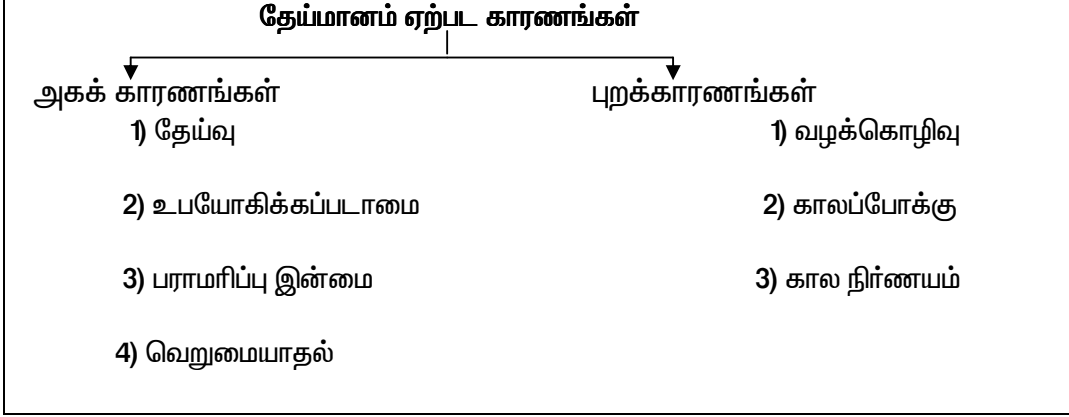 தேய்மானம் ஏற்பட காரணங்கள்
அகக் காரணங்கள் புறக்காரணங்கள்
1) தேய்வு 1) வழக்கொழிவு
2) உபயோகிக்கப்படாமை 2) காலப்போக்கு
3) பராமரிப்பு இன்மை 3) கால நிர்ணயம்
4) வெறுமையாதல்